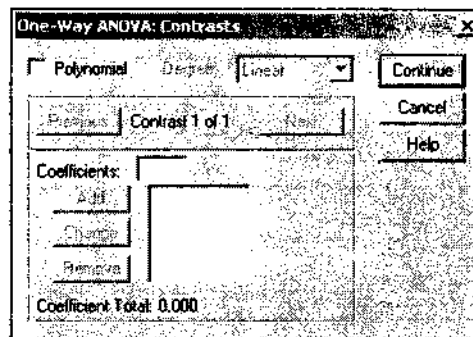 One-Way ANOVA: Contrasts
Polynomial Degree: Linear Continue
Previous Contrast 1 of 1 Next Cancel
Help
Coefficients:
Add
Change
Remove
Coefficient Total: 0.000